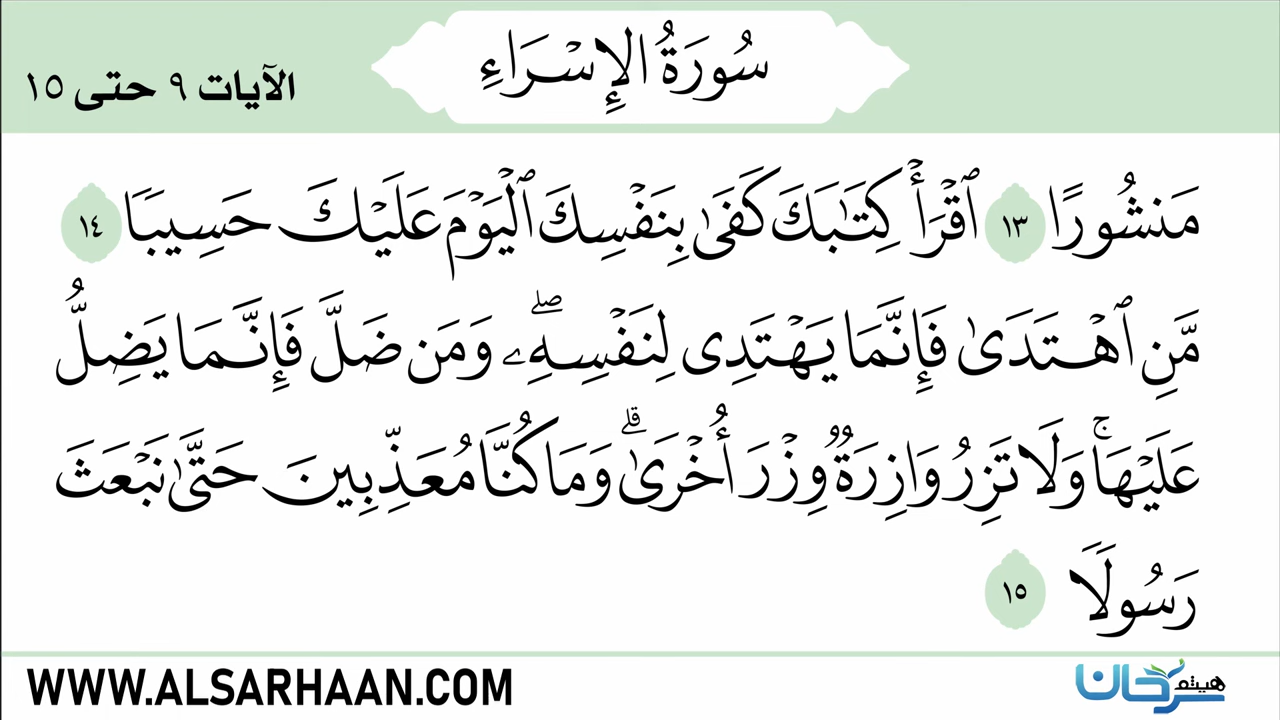 سُورَةُ الإِسْرَاءِ
الآيات ٩ حتى ١٥
مَنشُورًا ١٣ ٱقْرَأْ كِتَٰبَكَ كَفَىٰ بِنَفْسِكَ ٱلْيَوْمَ عَلَيْكَ حَسِيبًا ١٤
مَّنِ ٱهْتَدَىٰ فَإِنَّمَا يَهْتَدِى لِنَفْسِهِۦۖ وَمَن ضَلَّ فَإِنَّمَا يَضِلُّ
عَلَيْهَاۚ وَلَا تَزِرُ وَازِرَةٌ وِزْرَ أُخْرَىٰۗ وَمَا كُنَّا مُعَذِّبِينَ حَتَّىٰ نَبْعَثَ
رَسُولًا ١٥
WWW.ALSARHAAN.COM
هيثم سرحان